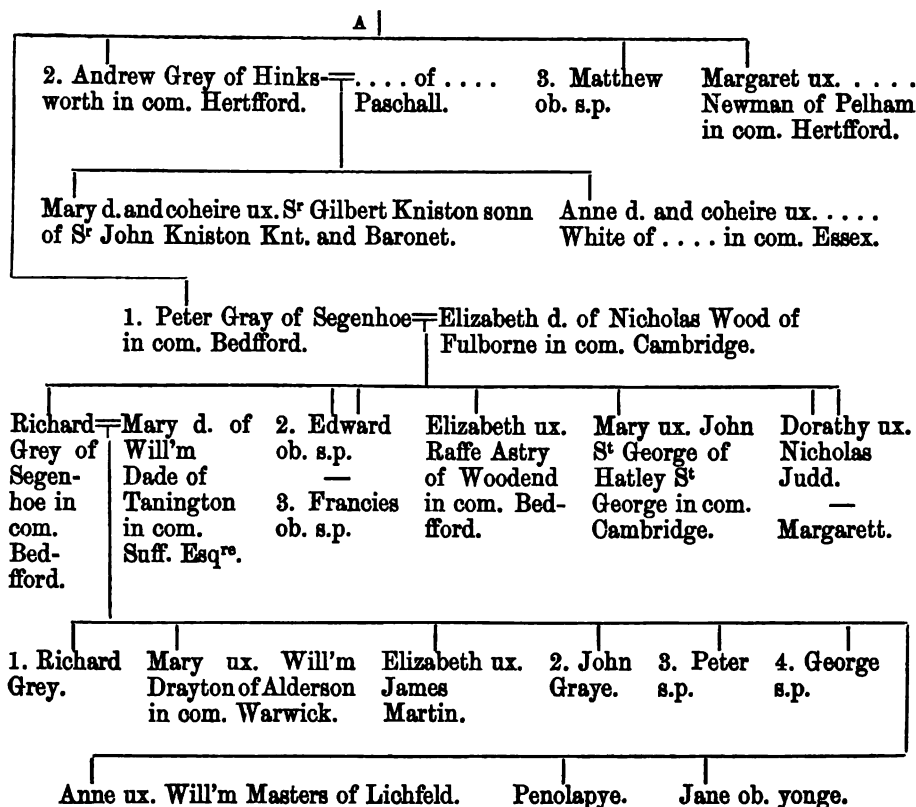 A
2. Andrew Grey of Hinks-
worth in com. Hertfford.
. . . . of . . . .
Paschall.
3. Matthew
ob. s.p.
Margaret ux. . . . . .
Newman of Pelham
in com. Hertfford.
Mary d. and coheire ux. Sr Gilbert Kniston sonn
of Sr John Kniston Knt. and Baronet.
Anne d. and coheire ux. . . . . .
White of . . . . in com. Essex.
1. Peter Gray of Segenhoe
in com. Bedfford.
Elizabeth d. of Nicholas Wood of
Fulborne in com. Cambridge.
Richard
Grey of
Segen-
hoe in
com.
Bed-
fford.
Mary d. of
Will'm
Dade of
Tanington
in com.
Suff. Esqre.
2. Edward
ob. s.p.
—
3. Francies
ob. s.p.
Elizabeth ux.
Raffe Astry
of Woodend
in com. Bed-
fford.
Mary ux. John
St George of
Hatley St
George in com.
Cambridge.
Dorathy ux.
Nicholas
Judd.
—
Margarett.
1. Richard
Grey.
Mary ux. Will'm
Drayton of Alderson
in com. Warwick.
Elizabeth ux.
James
Martin.
2. John
Graye.
3. Peter
s.p.
4. George
s.p.
Anne ux. Will'm Masters of Lichfeld.
Penolapye.
Jane ob. yonge.